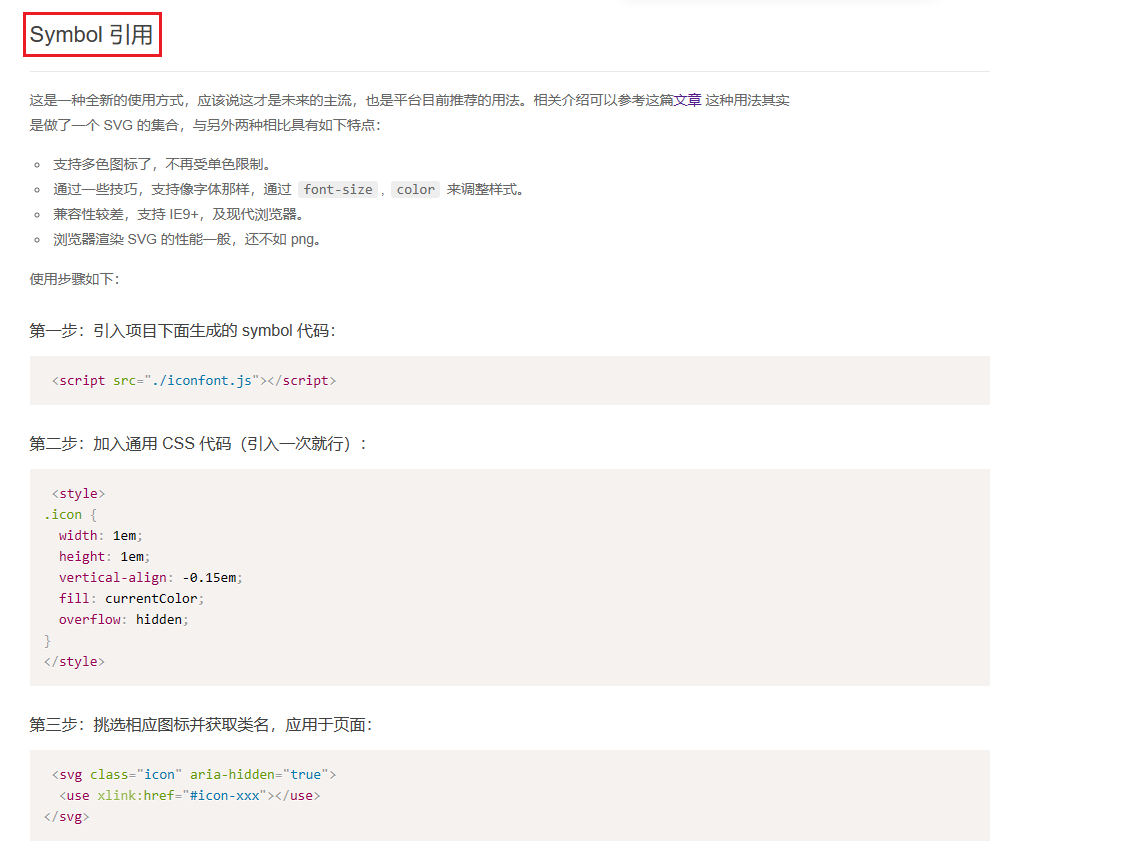 Symbol 引用
这是一种全新的使用方式，应该说这才是未来的主流，也是平台目前推荐的用法。相关介绍可以参考这篇文章 这种用法其实
是做了一个 SVG 的集合，与另外两种相比具有如下特点：
支持多色图标了，不再受单色限制。
通过一些技巧，支持像字体那样，通过 font-size , color 来调整样式。
兼容性较差，支持 IE9+，及现代浏览器。
浏览器渲染 SVG 的性能一般，还不如 png。
使用步骤如下：
第一步：引入项目下面生成的 symbol 代码：
<script src="./iconfont.js"></script>
第二步：加入通用 CSS 代码（引入一次就行）：
<style>
.icon {
width: 1em;
height: 1em;
vertical-align: -0.15em;
fill: currentColor;
overflow: hidden;
}
</style>
第三步：挑选相应图标并获取类名，应用于页面：
<svg class="icon" aria-hidden="true">
<use xlink:href="#icon-xxx"></use>
</svg>